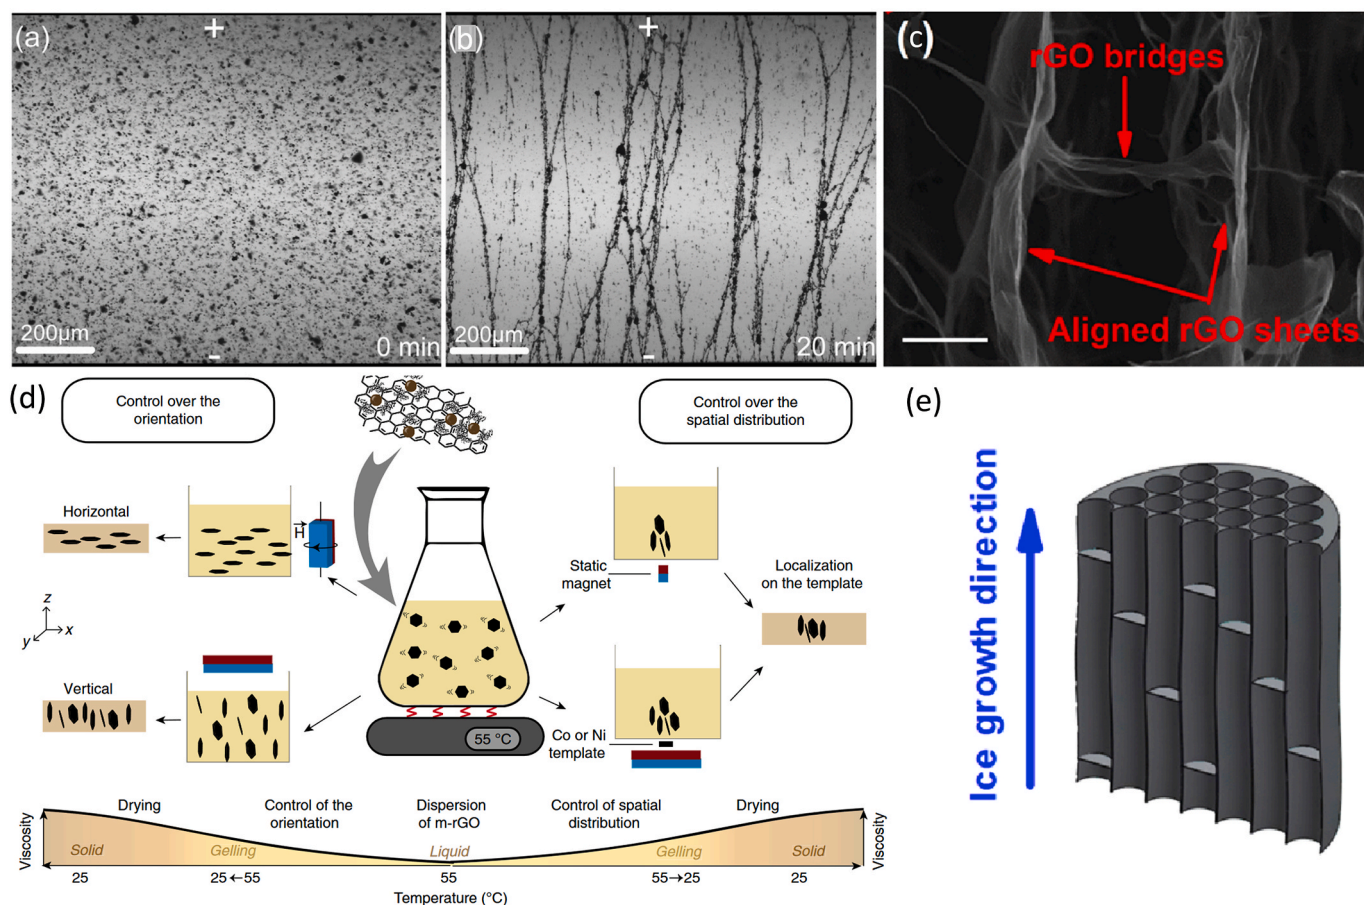 (a)
+
200µm
-
0 min
(b)
+
200µm
-
20 min
(c)
rGO bridges
Aligned rGO sheets
(d)
Control over the
orientation
Control over the
spatial distribution
Horizontal
H
z
y
x
Vertical
55 °C
Static
magnet
Co or Ni
template
Localization
on the template
Viscosity
Drying
Control of the
orientation
Dispersion
of m-rGO
Control of spatial
distribution
Drying
Viscosity
Solid
Gelling
Liquid
Gelling
Solid
25
25←55
55
55→25
25
Temperature (°C)
(e)
Ice growth direction